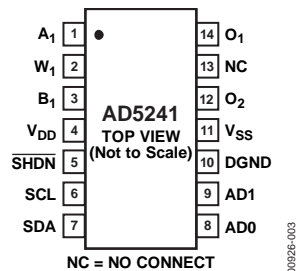 A1 1 14 O1
W1 2 13 NC
B1 3 12 O2
AD5241
VDD 4 TOP VIEW 11 VSS
(Not to Scale)
SHDN 5 10 DGND
SCL 6 9 AD1
SDA 7 8 AD0
NC = NO CONNECT
00926-003